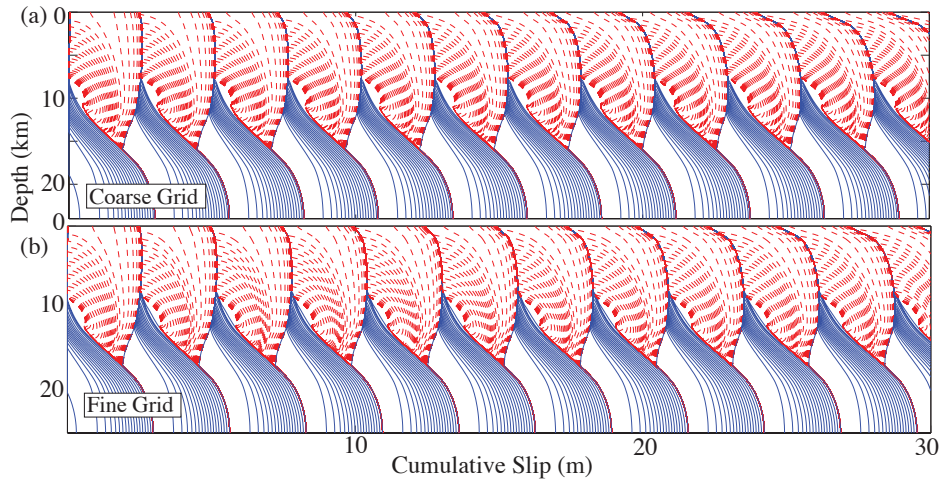 (a) 0
10
20
0
Depth (km)
Coarse Grid
(b)
10
20
Fine Grid
10 20 30
Cumulative Slip (m)